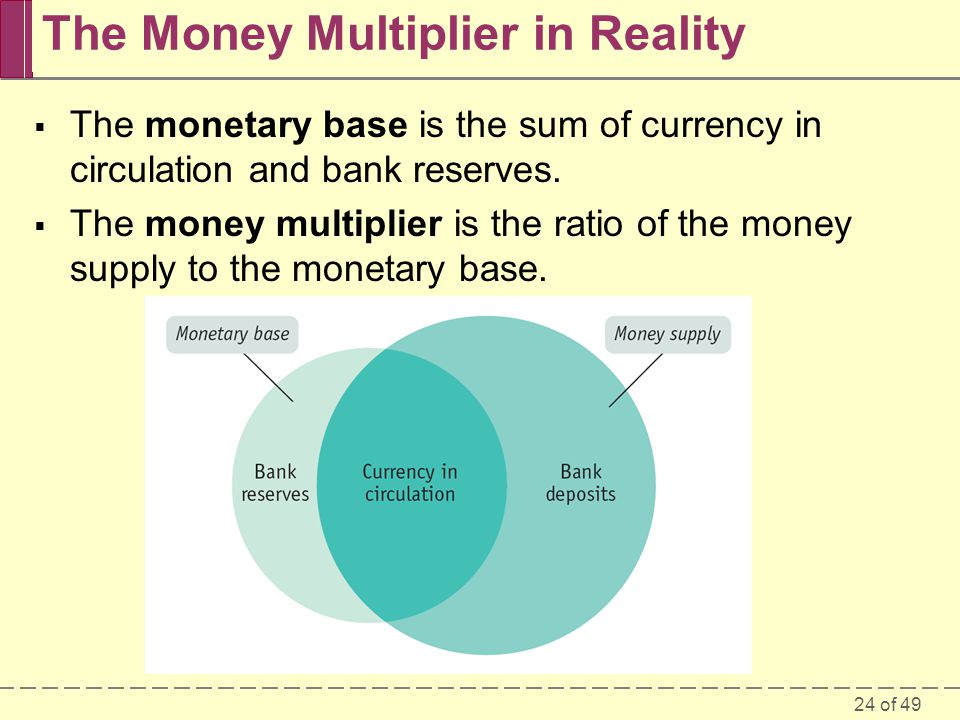 The Money Multiplier in Reality
▪ The monetary base is the sum of currency in
circulation and bank reserves.
▪ The money multiplier is the ratio of the money
supply to the monetary base.
Monetary base
Money supply
Bank
reserves
Currency in
circulation
Bank
deposits
24 of 49